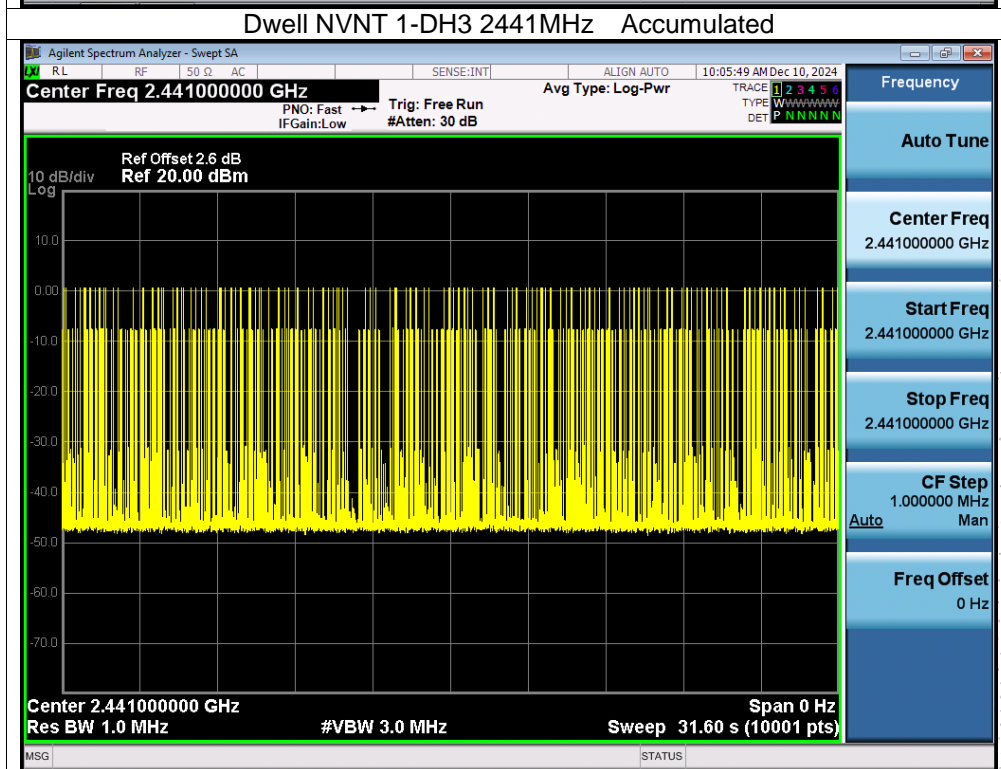 Dwell NVNT 1-DH3 2441MHz Accumulated
Agilent Spectrum Analyzer - Swept SA
LXI RL RF 50 Ω AC SENSE:INT ALIGN AUTO 10:05:49 AM Dec 10, 2024
Center Freq 2.441000000 GHz
PNO: Fast
IFGain:Low
Trig: Free Run
#Atten: 30 dB
Avg Type: Log-Pwr
TRACE 1 2 3 4 5 6
TYPE WWWWWWW
DET P N N N N N
Frequency
Auto Tune
Center Freq
2.441000000 GHz
Start Freq
2.441000000 GHz
Stop Freq
2.441000000 GHz
CF Step
1.000000 MHz
Auto Man
Freq Offset
0 Hz
Ref Offset 2.6 dB
10 dB/div Ref 20.00 dBm
Log
10.0
0.00
-10.0
-20.0
-30.0
-40.0
-50.0
-60.0
-70.0
Center 2.441000000 GHz Span 0 Hz
Res BW 1.0 MHz #VBW 3.0 MHz Sweep 31.60 s (10001 pts)
MSG STATUS